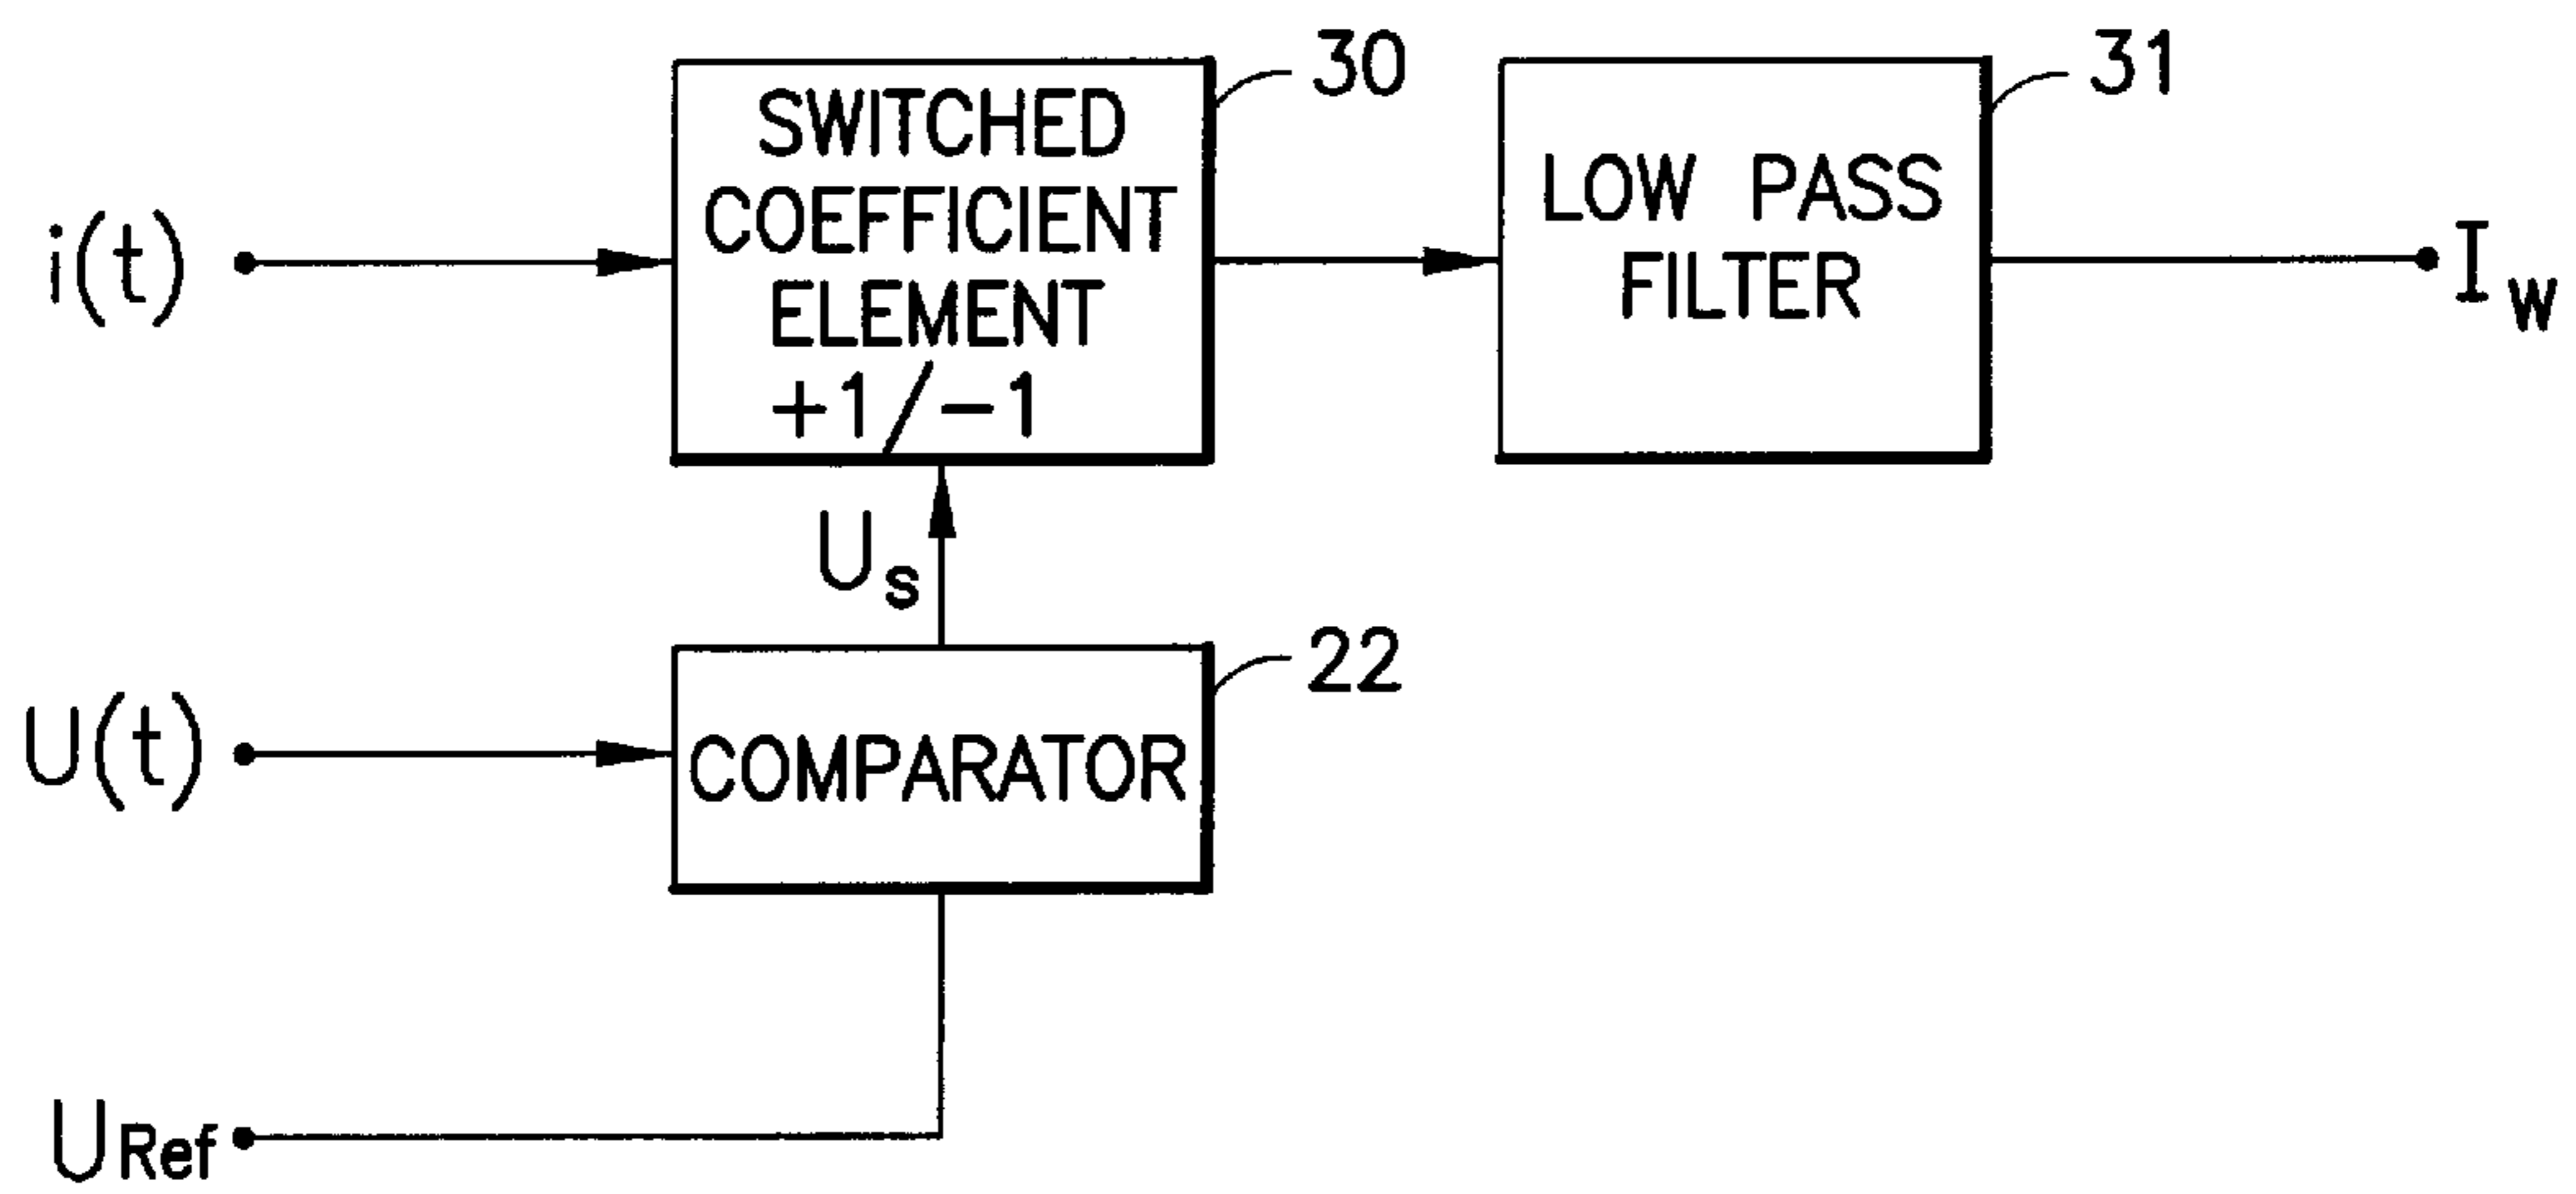 30
SWITCHED
COEFFICIENT
ELEMENT
+1/-1
31
LOW PASS
FILTER
i(t)
I w
U s
22
U(t)
COMPARATOR
U Ref